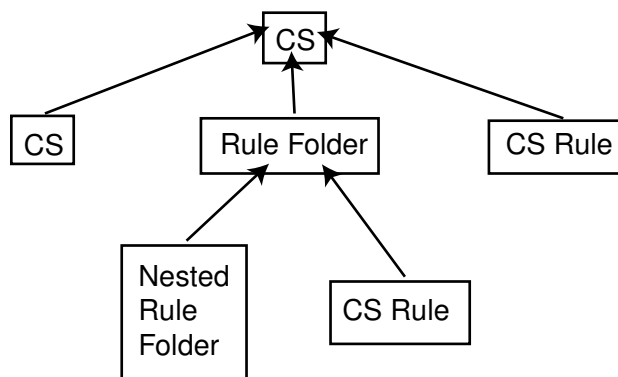 CS
CS
Rule Folder
CS Rule
Nested
Rule
Folder
CS Rule